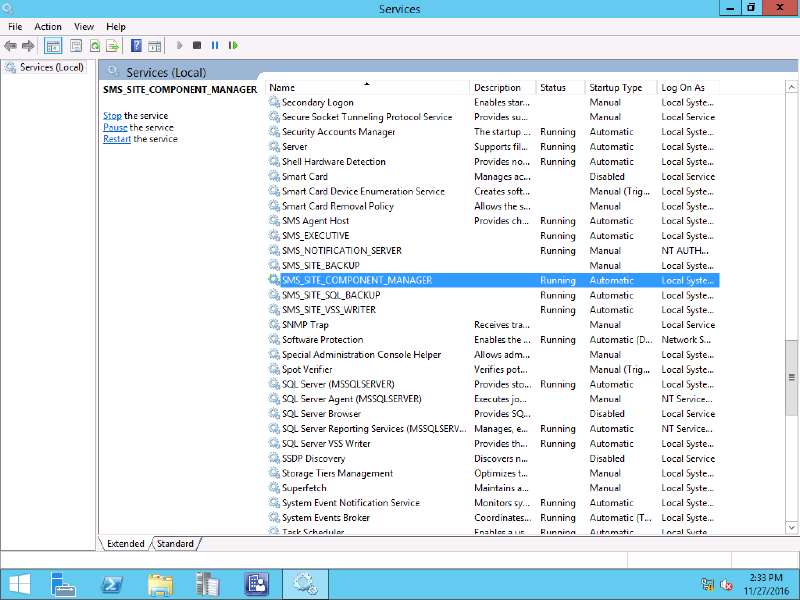 Services
File Action View Help
Services (Local)
Services (Local)
SMS_SITE_COMPONENT_MANAGER
Stop the service
Pause the service
Restart the service
Name Description Status Startup Type Log On As
Secondary Logon Enables star... Manual Local Syste...
Secure Socket Tunneling Protocol Service Provides su... Manual Local Service
Security Accounts Manager The startup ... Running Automatic Local Syste...
Server Supports fil... Running Automatic Local Syste...
Shell Hardware Detection Provides no... Running Automatic Local Syste...
Smart Card Manages ac... Disabled Local Service
Smart Card Device Enumeration Service Creates soft... Manual (Trig... Local Syste...
Smart Card Removal Policy Allows the s... Manual Local Syste...
SMS Agent Host Provides ch... Running Automatic Local Syste...
SMS_EXECUTIVE Running Automatic Local Syste...
SMS_NOTIFICATION_SERVER Running Manual NT AUTH...
SMS_SITE_BACKUP Manual Local Syste...
SMS_SITE_COMPONENT_MANAGER Running Automatic Local Syste...
SMS_SITE_SQL_BACKUP Running Automatic Local Syste...
SMS_SITE_VSS_WRITER Running Automatic Local Syste...
SNMP Trap Receives tra... Manual Local Service
Software Protection Enables the ... Running Automatic (D... Network S...
Special Administration Console Helper Allows adm... Manual Local Syste...
Spot Verifier Verifies pot... Manual (Trig... Local Syste...
SQL Server (MSSQLSERVER) Provides sto... Running Automatic Local Syste...
SQL Server Agent (MSSQLSERVER) Executes jo... Manual NT Service...
SQL Server Browser Provides SQ... Disabled Local Service
SQL Server Reporting Services (MSSQLSERV... Manages, e... Running Automatic NT Service...
SQL Server VSS Writer Provides th... Running Automatic Local Syste...
SSDP Discovery Discovers n... Disabled Local Service
Storage Tiers Management Optimizes t... Manual Local Syste...
Superfetch Maintains a... Manual Local Syste...
System Event Notification Service Monitors sy... Running Automatic Local Syste...
System Events Broker Coordinates... Running Automatic (T... Local Syste...
Task Scheduler Enables a us... Running Automatic Local Syste...
Extended Standard
2:33 PM
11/27/2016